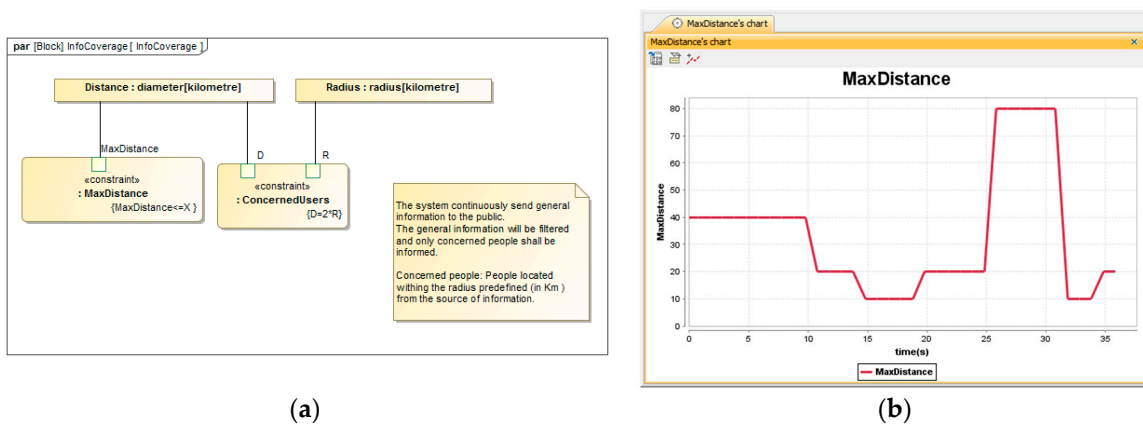 par [Block] InfoCoverage [ InfoCoverage ]
Distance : diameter[kilometre]
Radius : radius[kilometre]
MaxDistance
D
R
«constraint»
: MaxDistance
{MaxDistance<=X }
«constraint»
: ConcernedUsers
{D=2*R}
The system continuously send general
information to the public.
The general information will be filtered
and only concerned people shall be
informed.
Concerned people: People located
withing the radius predefined (in Km )
from the source of information.
(a)
MaxDistance's chart
MaxDistance's chart
MaxDistance
MaxDistance
80
70
60
50
40
30
20
10
0
0 5 10 15 20 25 30 35
time(s)
MaxDistance
(b)